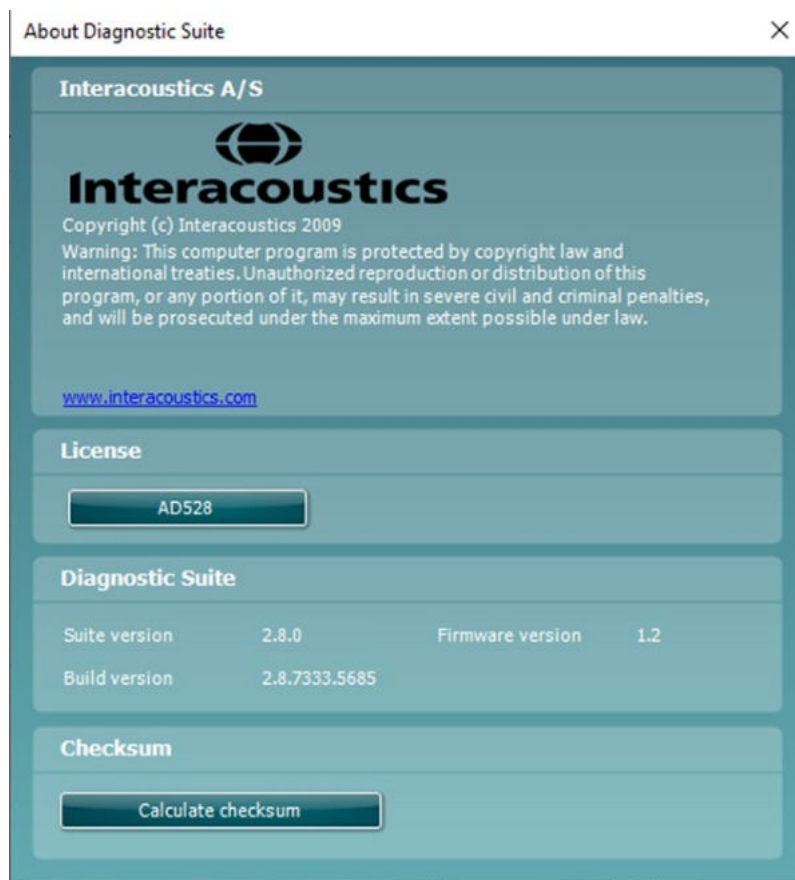 About Diagnostic Suite
Interacoustics A/S
Interacoustics
Copyright (c) Interacoustics 2009
Warning: This computer program is protected by copyright law and
international treaties. Unauthorized reproduction or distribution of this
program, or any portion of it, may result in severe civil and criminal penalties,
and will be prosecuted under the maximum extent possible under law.
www.interacoustics.com
License
AD528
Diagnostic Suite
Suite version 2.8.0 Firmware version 1.2
Build version 2.8.7333.5685
Checksum
Calculate checksum